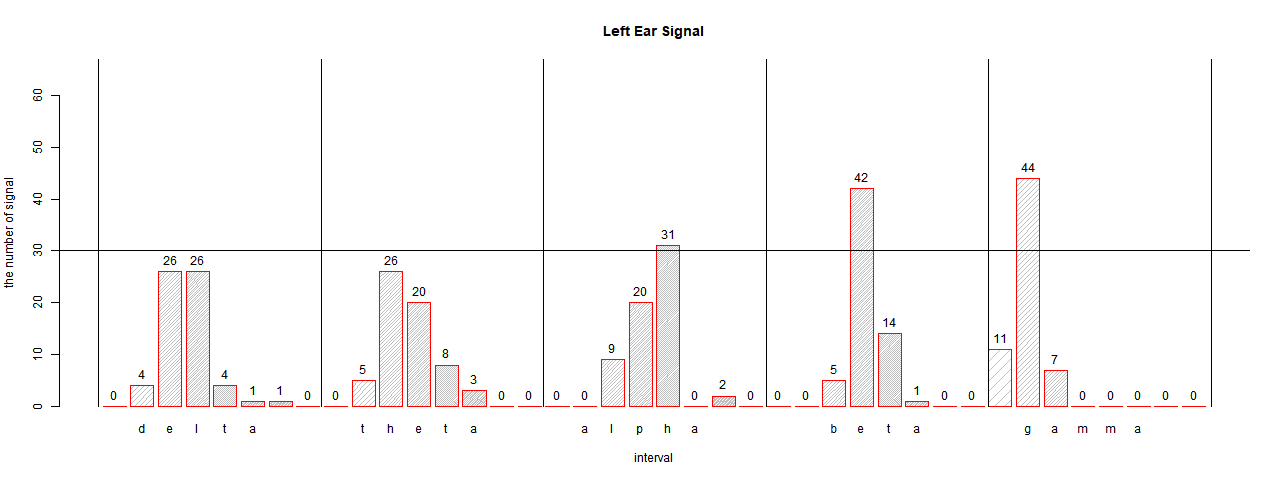 Left Ear Signal
the number of signal
60
50
40
30
20
10
0
0 4 26 26 4 1 1 0
0 5 26 20 8 3 0 0
0 0 9 20 31 0 2 0
0 0 5 42 14 1 0 0
11 44 7 0 0 0 0 0
d e l t a t h e t a a l p h a b e t a g a m m a
interval